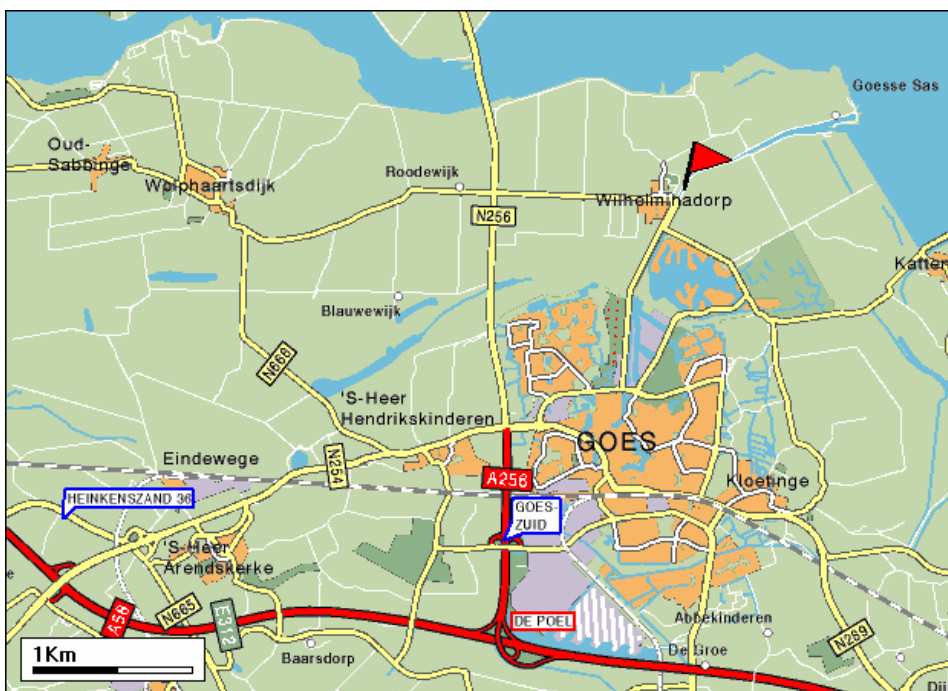 Goesse Sas
Oud-
Sabbinge
Wolphaartsdijk
Roodewijk
Wilhelminadorp
N256
Katten
Blauwewijk
N668
'S-Heer
Hendrikskinderen
GOES
Eindewege
N254
A256
Kloetinge
HEINKENSZAND 36
GOES-
ZUID
'S-Heer
Arendskerke
A58
N665
E312
DE POEL
Abbekinderen
N289
De Groe
Baarsdorp
1Km